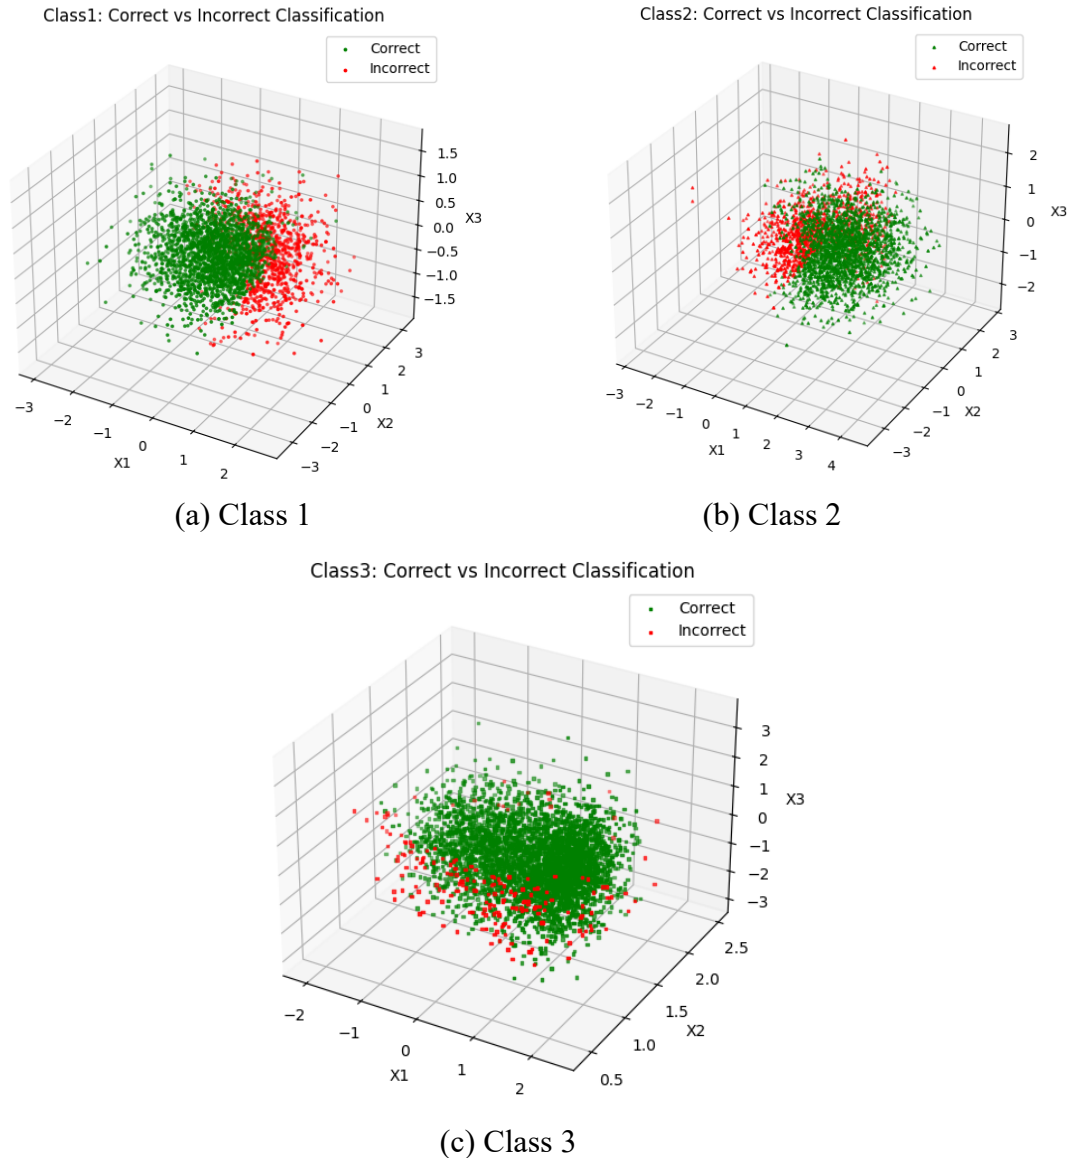 Class1: Correct vs Incorrect Classification
Correct
Incorrect
1.5
1.0
0.5
0.0
−0.5
−1.0
−1.5
X3
3
2
1
0
−1
−2
−3
X2
−3
−2
−1
0
1
2
X1
(a) Class 1
Class2: Correct vs Incorrect Classification
Correct
Incorrect
2
1
0
−1
−2
X3
3
2
1
0
−1
−2
−3
X2
−3
−2
−1
0
1
2
3
4
X1
(b) Class 2
Class3: Correct vs Incorrect Classification
Correct
Incorrect
3
2
1
0
−1
−2
−3
X3
2.5
2.0
1.5
1.0
0.5
X2
−2
−1
0
1
2
X1
(c) Class 3